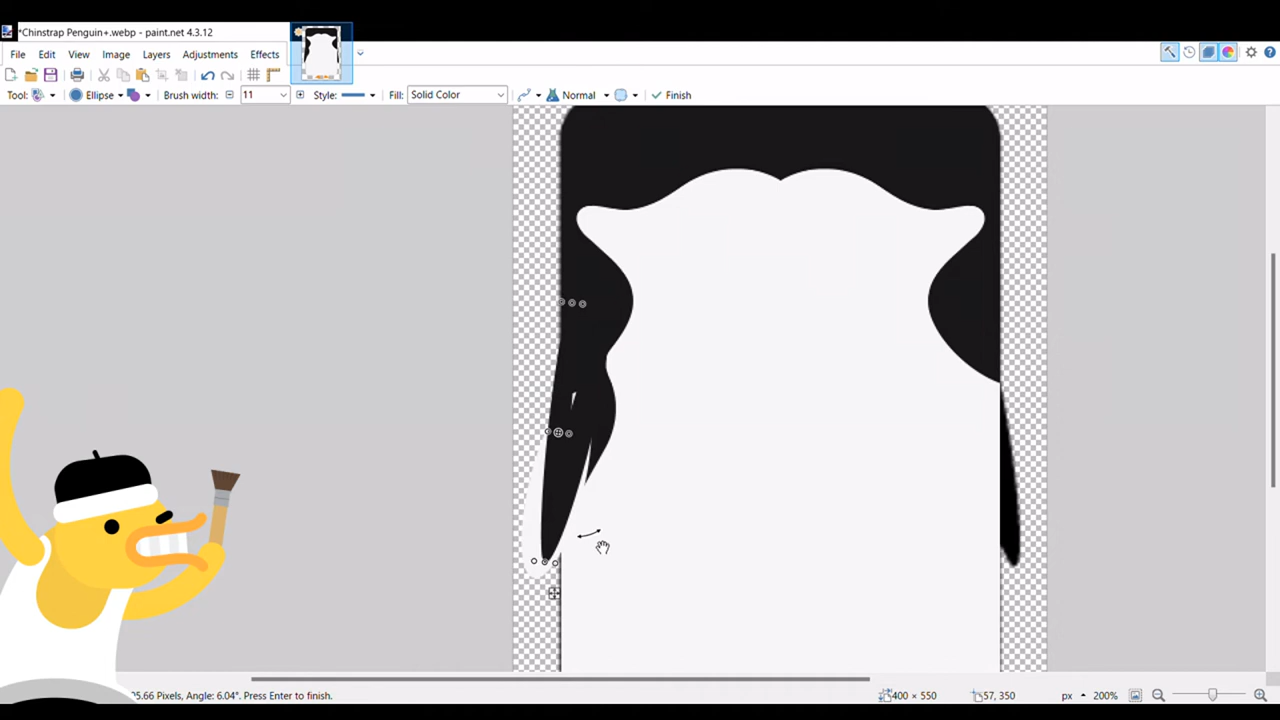 *Chinstrap Penguin+.webp - paint.net 4.3.12
File Edit View Image Layers Adjustments Effects
Tool: Ellipse Brush width: 11 Style: Fill: Solid Color Normal Finish
5.66 Pixels, Angle: 6.04°. Press Enter to finish. 400 × 550 57, 350 px 200%